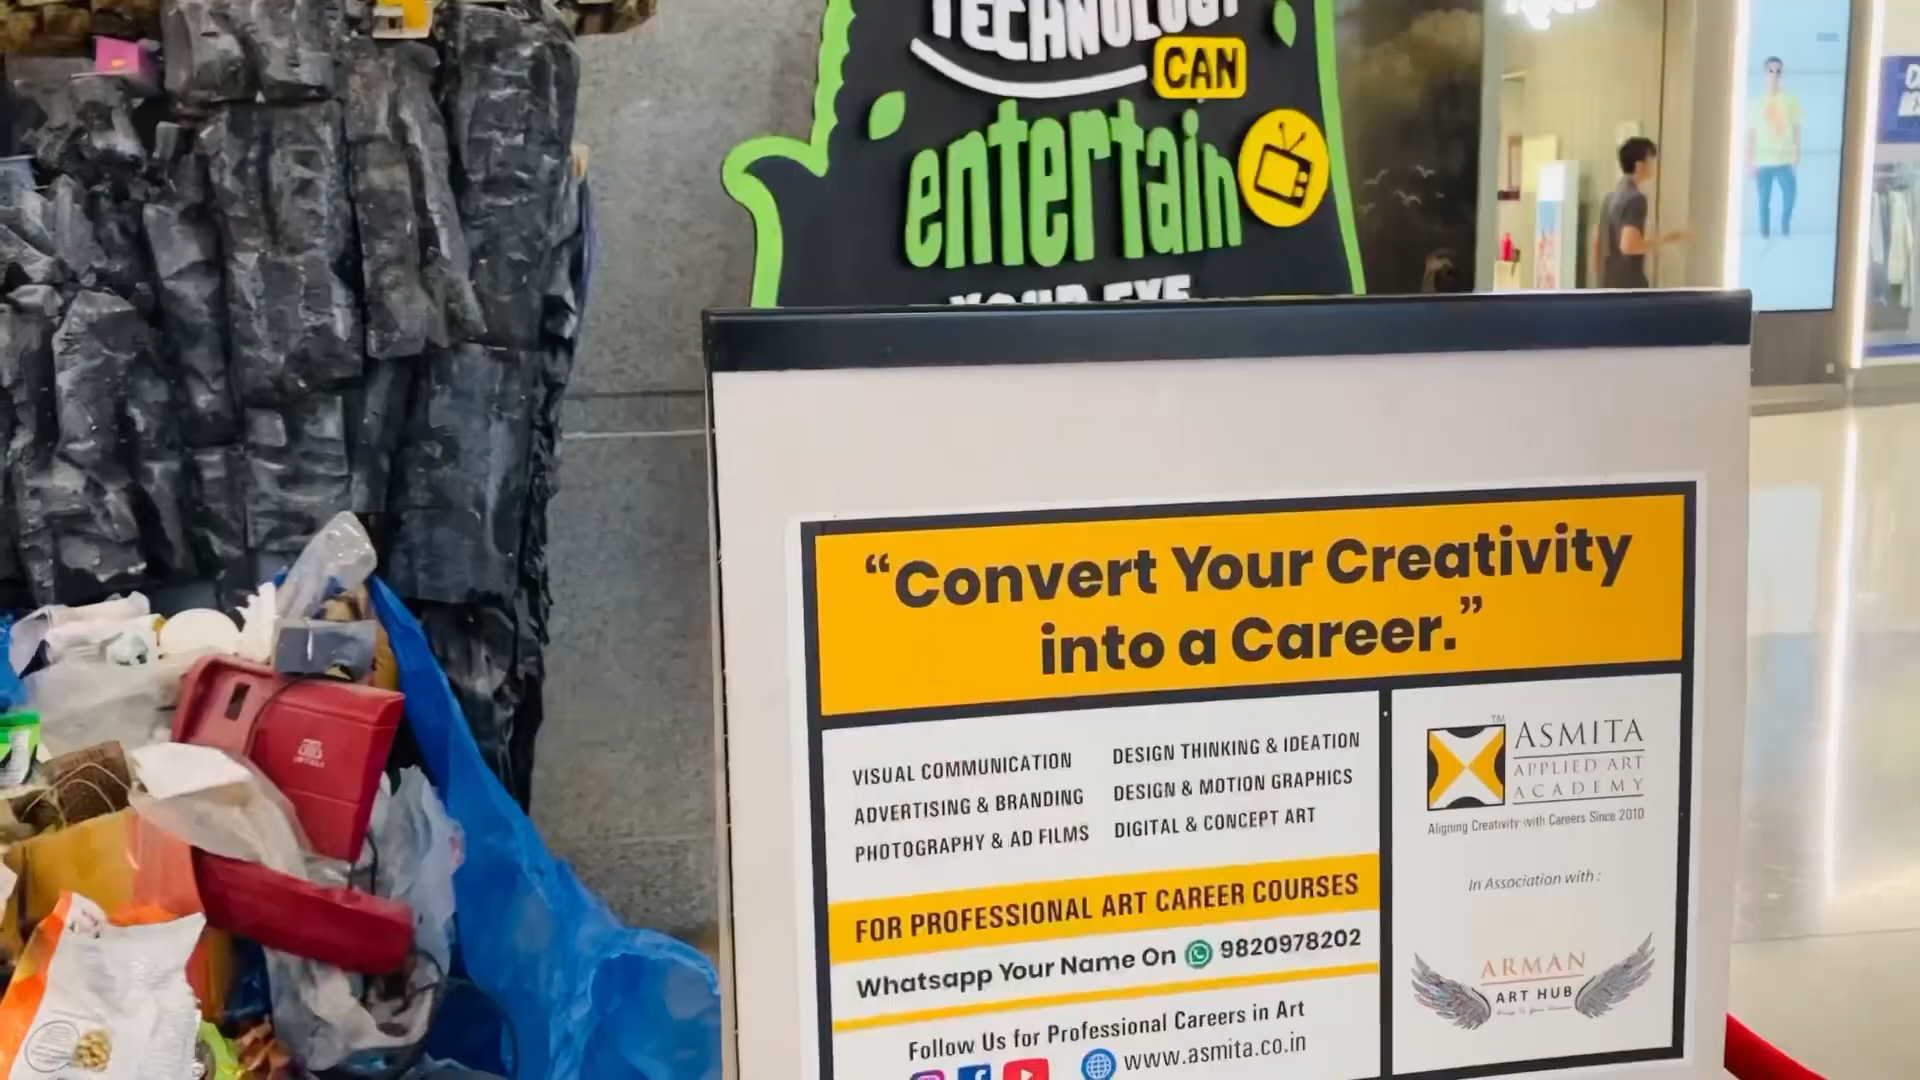 TECHNOLOGY
CAN
entertain
YOUR EYE
“Convert Your Creativity
into a Career.”
VISUAL COMMUNICATION
ADVERTISING & BRANDING
PHOTOGRAPHY & AD FILMS
DESIGN THINKING & IDEATION
DESIGN & MOTION GRAPHICS
DIGITAL & CONCEPT ART
FOR PROFESSIONAL ART CAREER COURSES
Whatsapp Your Name On 9820978202
Follow Us for Professional Careers in Art
www.asmita.co.in
TM
ASMITA
APPLIED ART
ACADEMY
Aligning Creativity with Careers Since 2010
In Association with :
ARMAN
ART HUB